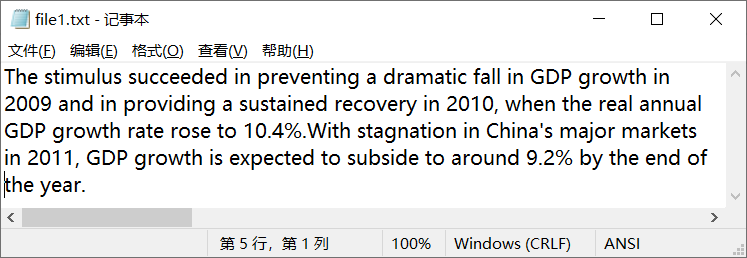 file1.txt - 记事本
文件(F) 编辑(E) 格式(O) 查看(V) 帮助(H)
The stimulus succeeded in preventing a dramatic fall in GDP growth in
2009 and in providing a sustained recovery in 2010, when the real annual
GDP growth rate rose to 10.4%.With stagnation in China's major markets
in 2011, GDP growth is expected to subside to around 9.2% by the end of
the year.
第 5 行，第 1 列 100% Windows (CRLF) ANSI